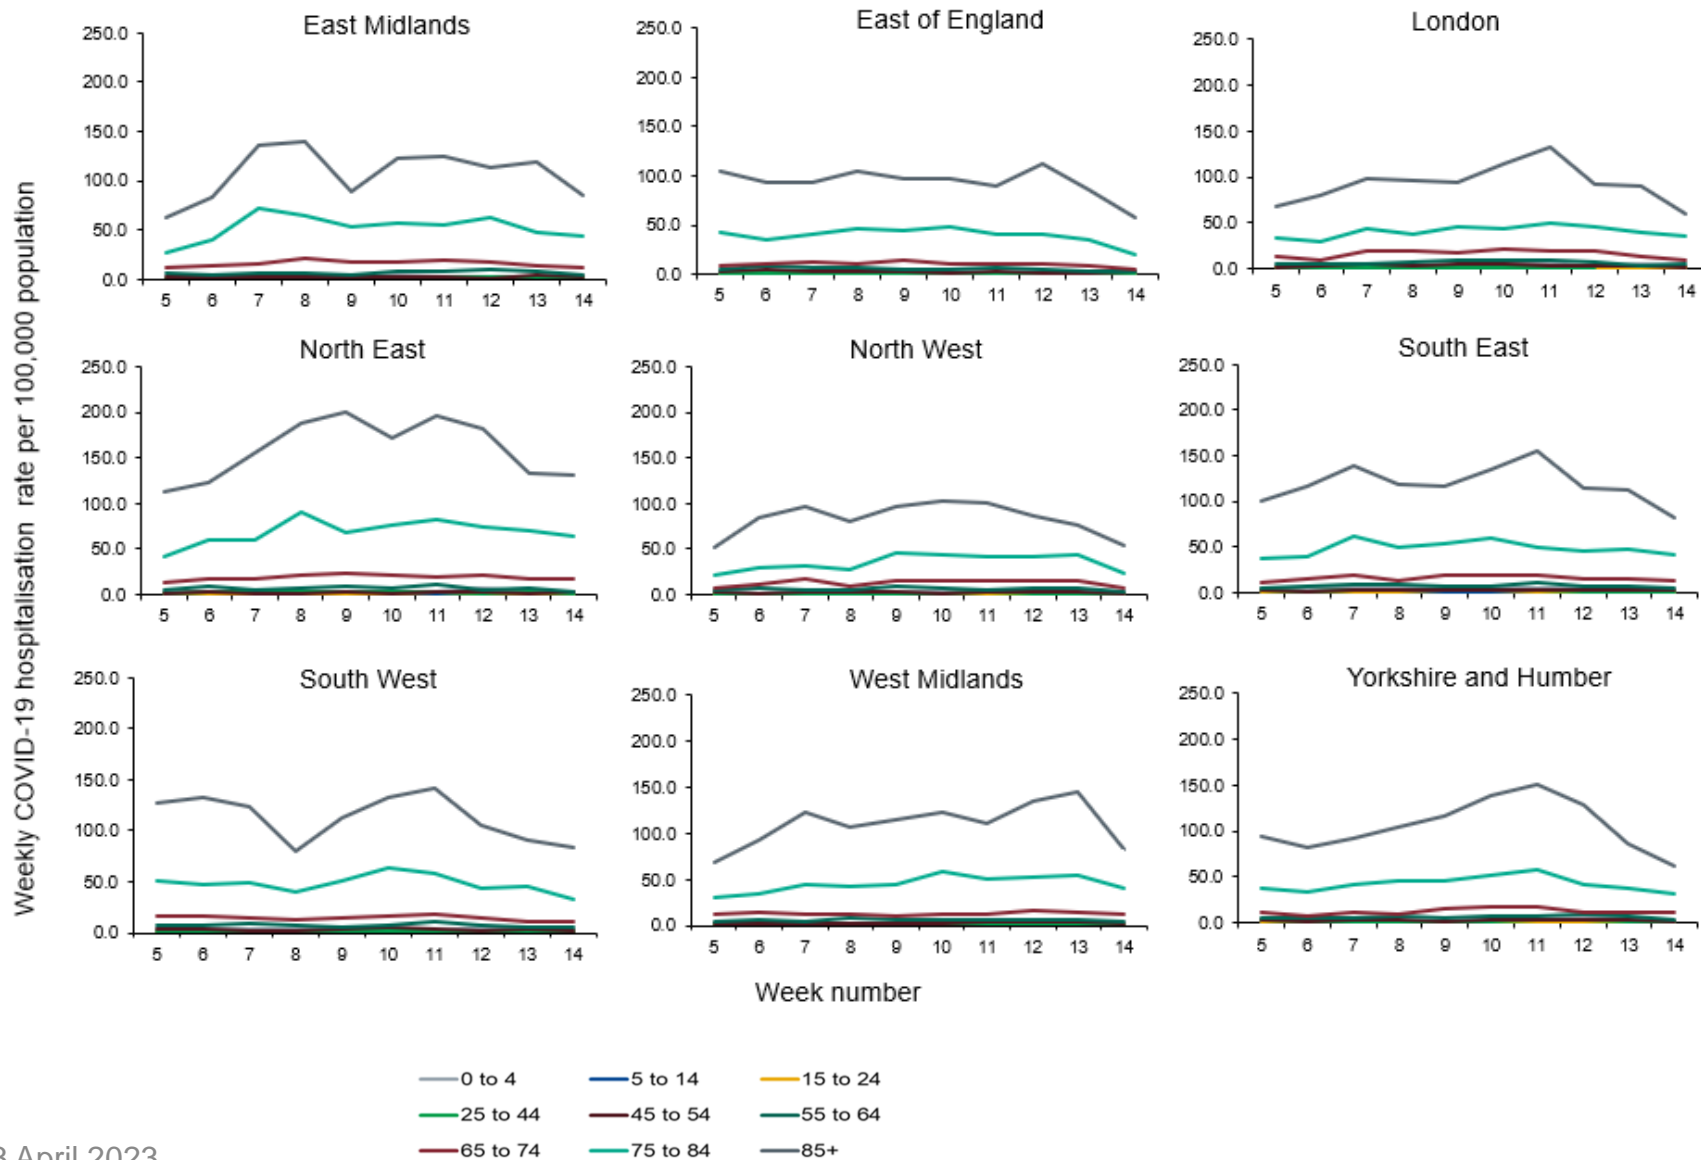 East Midlands
250.0
200.0
150.0
100.0
50.0
0.0
5 6 7 8 9 10 11 12 13 14
East of England
250.0
200.0
150.0
100.0
50.0
0.0
5 6 7 8 9 10 11 12 13 14
London
250.0
200.0
150.0
100.0
50.0
0.0
5 6 7 8 9 10 11 12 13 14
Weekly COVID-19 hospitalisation rate per 100,000 population
North East
250.0
200.0
150.0
100.0
50.0
0.0
5 6 7 8 9 10 11 12 13 14
North West
250.0
200.0
150.0
100.0
50.0
0.0
5 6 7 8 9 10 11 12 13 14
South East
250.0
200.0
150.0
100.0
50.0
0.0
5 6 7 8 9 10 11 12 13 14
South West
250.0
200.0
150.0
100.0
50.0
0.0
5 6 7 8 9 10 11 12 13 14
West Midlands
250.0
200.0
150.0
100.0
50.0
0.0
5 6 7 8 9 10 11 12 13 14
Yorkshire and Humber
250.0
200.0
150.0
100.0
50.0
0.0
5 6 7 8 9 10 11 12 13 14
Week number
0 to 4 5 to 14 15 to 24
25 to 44 45 to 54 55 to 64
65 to 74 75 to 84 85+
April 2023